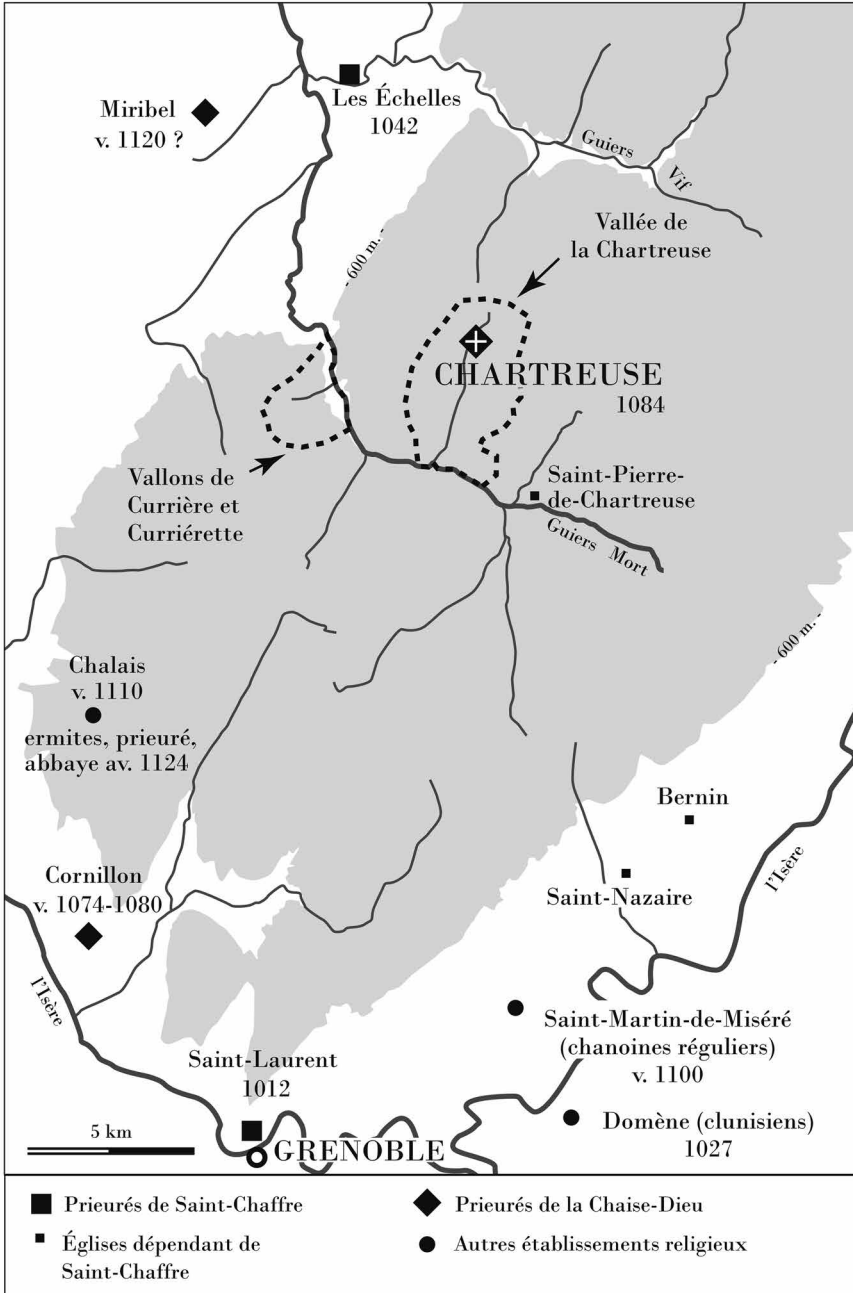 Les Échelles
1042
Miribel
v. 1120 ?
Guiers
Vif
Vallée de
la Chartreuse
- 600 m. -
CHARTREUSE
1084
Vallons de
Currière et
Curriérette
Saint-Pierre-
de-Chartreuse
Guiers Mort
- 600 m. -
Chalais
v. 1110
ermites, prieuré,
abbaye av. 1124
Bernin
l'Isère
Cornillon
v. 1074-1080
Saint-Nazaire
l'Isère
Saint-Martin-de-Miséré
(chanoines réguliers)
v. 1100
Saint-Laurent
1012
Domène (clunisiens)
1027
5 km
GRENOBLE
Prieurés de Saint-Chaffre
Prieurés de la Chaise-Dieu
Églises dépendant de
Saint-Chaffre
Autres établissements religieux